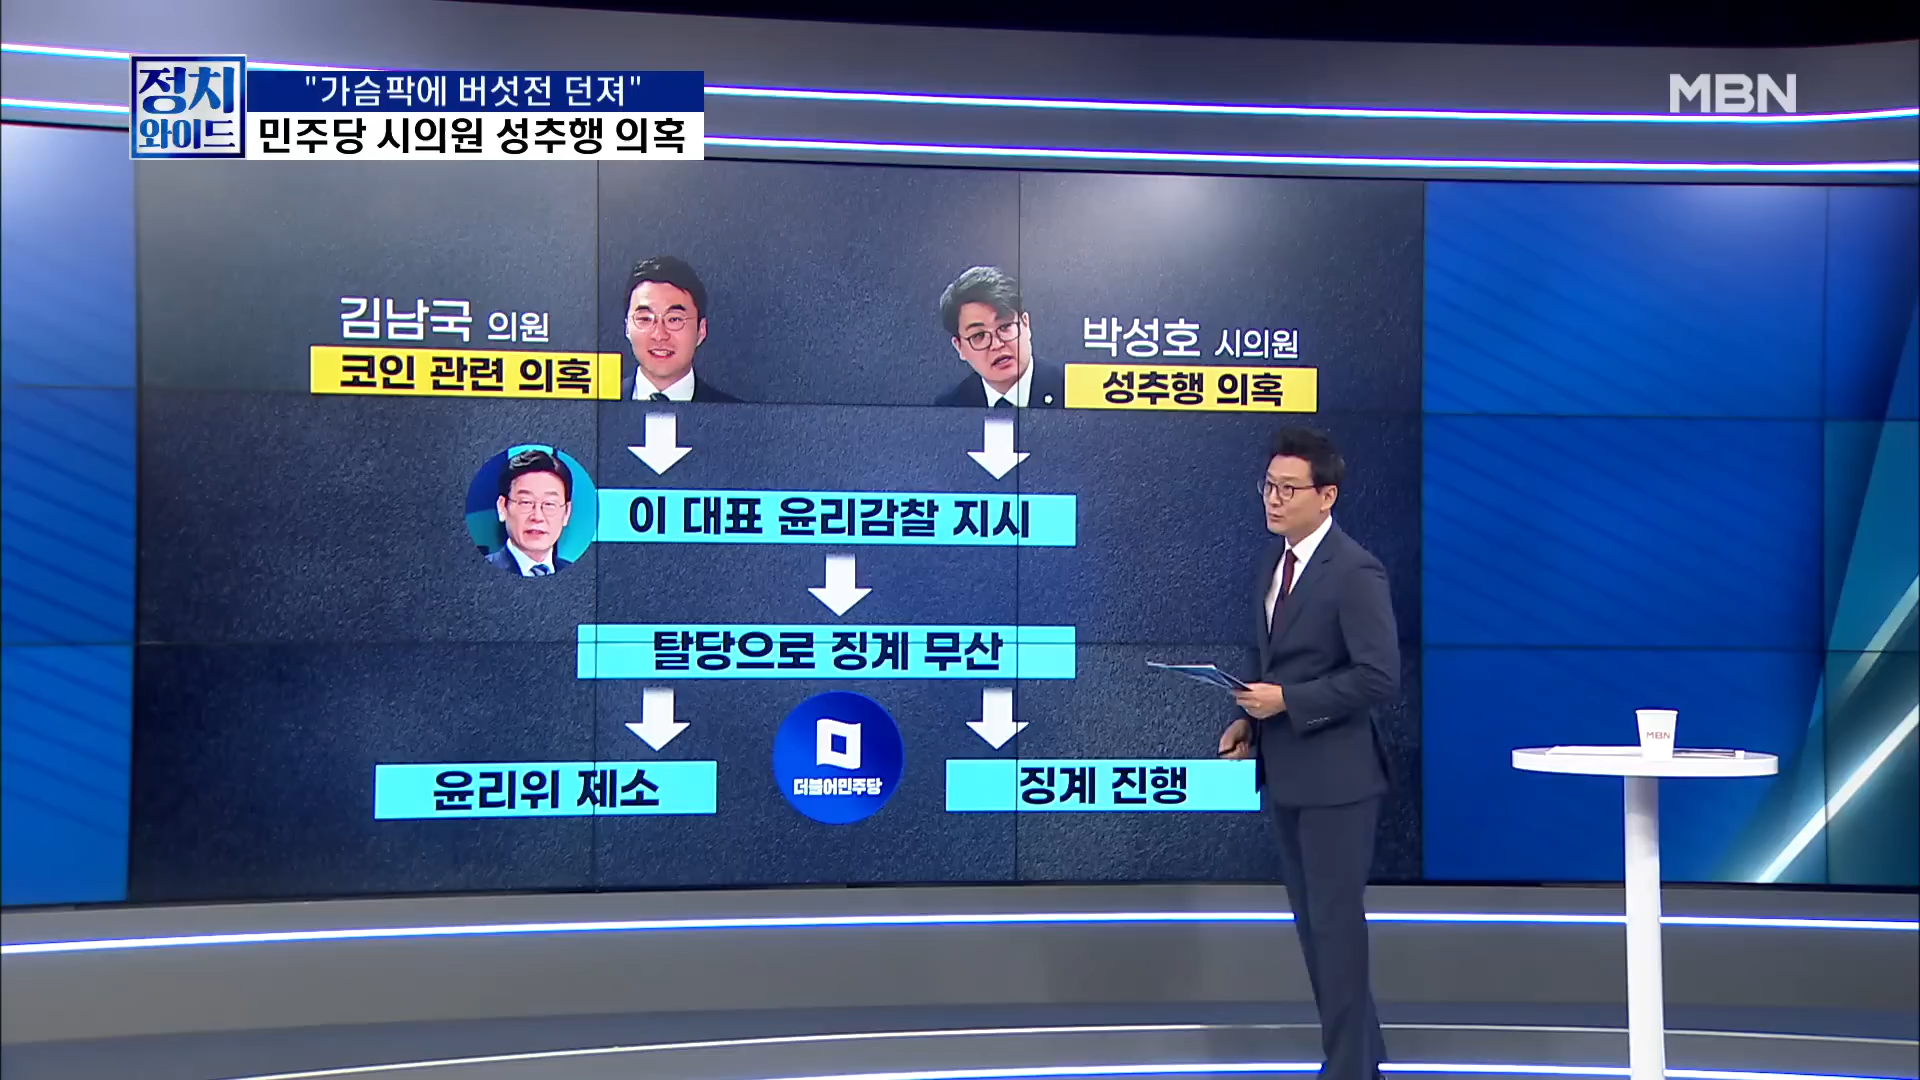 정치
와이드
"가슴팍에 버섯전 던져"
민주당 시의원 성추행 의혹
MBN
김남국 의원
코인 관련 의혹
박성호 시의원
성추행 의혹
이 대표 윤리감찰 지시
탈당으로 징계 무산
윤리위 제소
더불어민주당
징계 진행
MBN